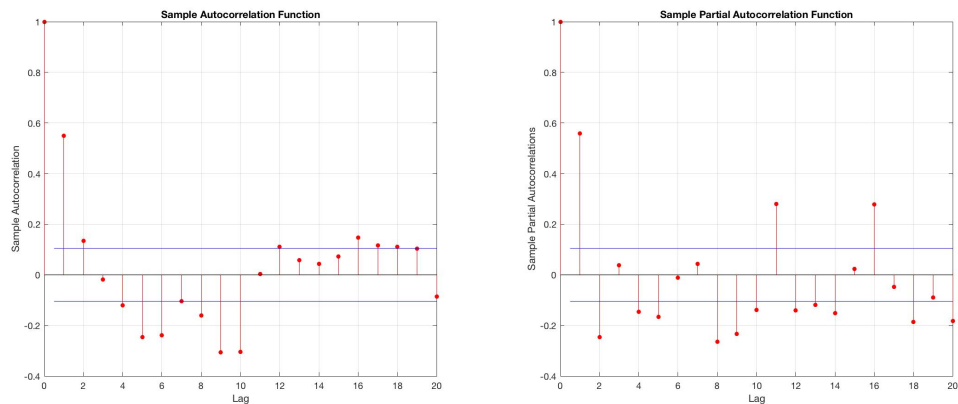 Sample Autocorrelation Function
Sample Autocorrelation
1
0.8
0.6
0.4
0.2
0
-0.2
-0.4
0 2 4 6 8 10 12 14 16 18 20
Lag
Sample Partial Autocorrelation Function
Sample Partial Autocorrelations
1
0.8
0.6
0.4
0.2
0
-0.2
-0.4
0 2 4 6 8 10 12 14 16 18 20
Lag